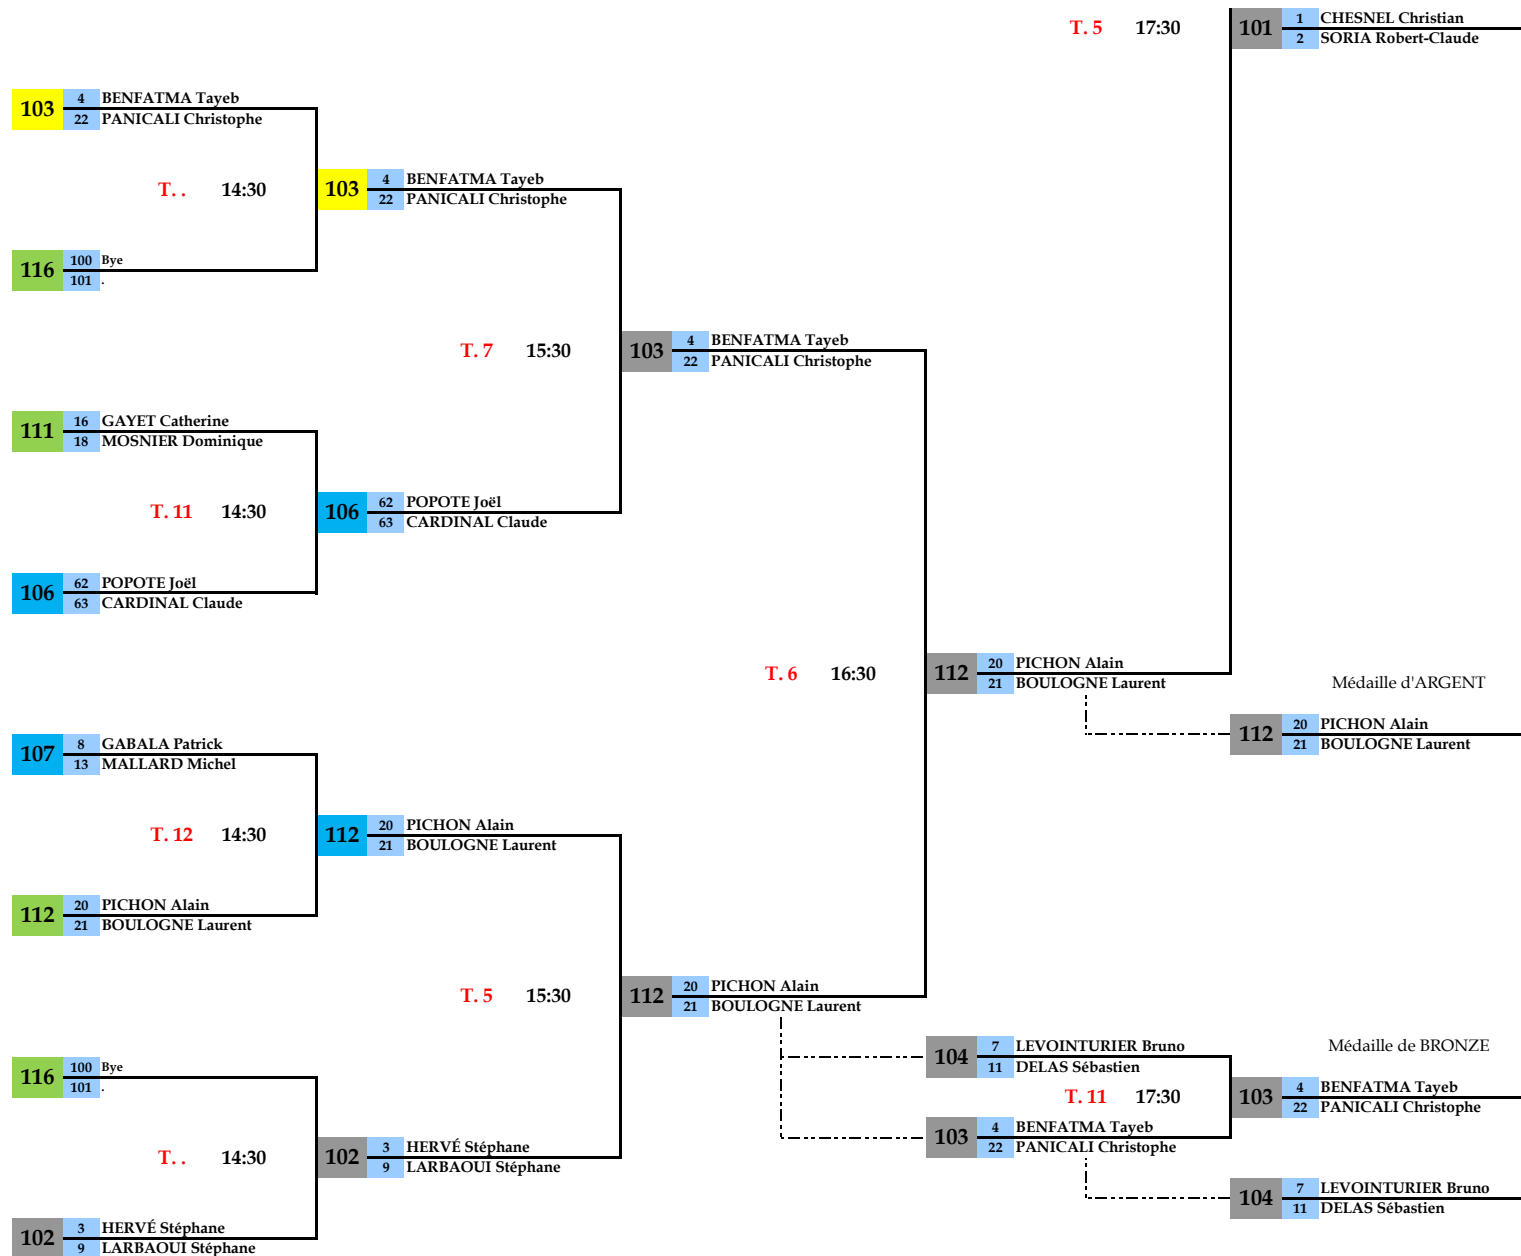 T. 5 17:30 101 1 CHESNEL Christian
2 SORIA Robert-Claude
103 4 BENFATMA Tayeb
22 PANICALI Christophe
T. . 14:30 103 4 BENFATMA Tayeb
22 PANICALI Christophe
116 100 Bye
101 .
T. 7 15:30 103 4 BENFATMA Tayeb
22 PANICALI Christophe
111 16 GAYET Catherine
18 MOSNIER Dominique
T. 11 14:30 106 62 POPOTE Joël
63 CARDINAL Claude
106 62 POPOTE Joël
63 CARDINAL Claude
T. 6 16:30 112 20 PICHON Alain
21 BOULOGNE Laurent
Médaille d'ARGENT
112 20 PICHON Alain
21 BOULOGNE Laurent
107 8 GABALA Patrick
13 MALLARD Michel
T. 12 14:30 112 20 PICHON Alain
21 BOULOGNE Laurent
112 20 PICHON Alain
21 BOULOGNE Laurent
T. 5 15:30 112 20 PICHON Alain
21 BOULOGNE Laurent
104 7 LEVOINTURIER Bruno
11 DELAS Sébastien
Médaille de BRONZE
116 100 Bye
101 .
T. 11 17:30 103 4 BENFATMA Tayeb
22 PANICALI Christophe
103 4 BENFATMA Tayeb
22 PANICALI Christophe
T. . 14:30 102 3 HERVÉ Stéphane
9 LARBAOUI Stéphane
104 7 LEVOINTURIER Bruno
11 DELAS Sébastien
102 3 HERVÉ Stéphane
9 LARBAOUI Stéphane